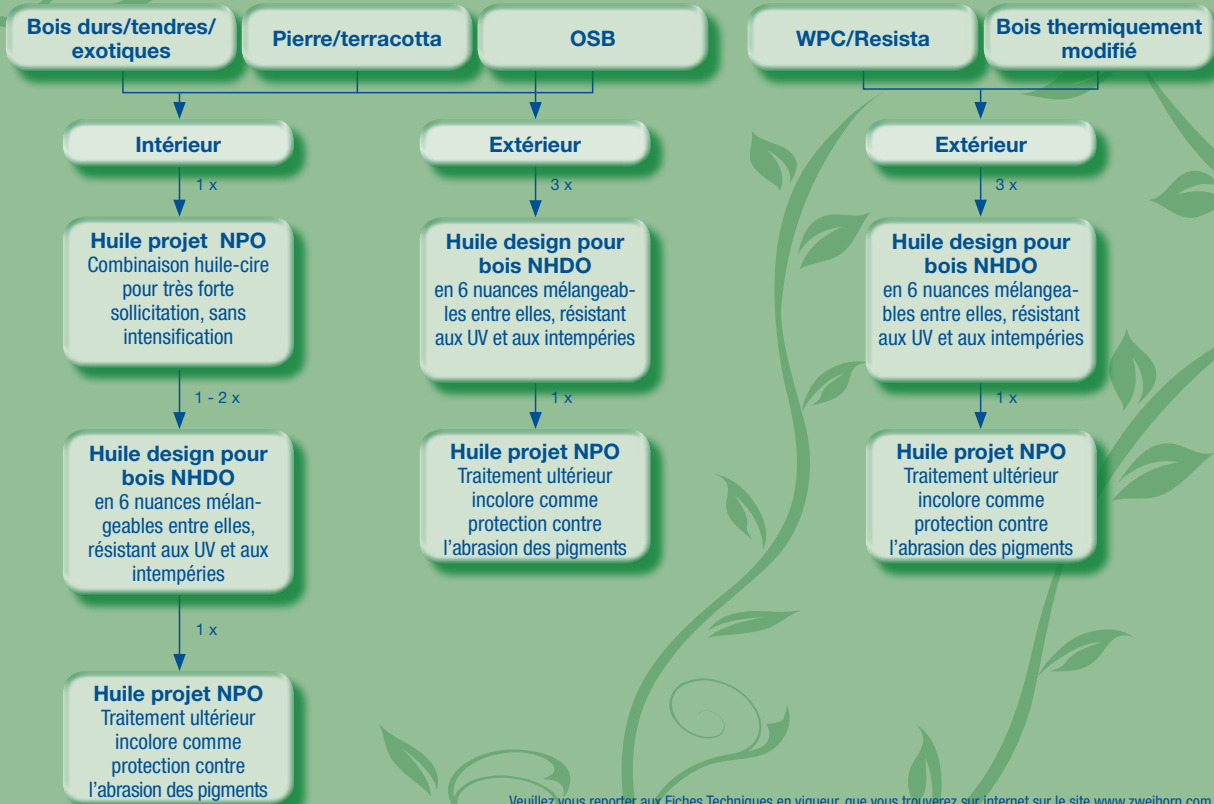 Bois durs/tendres/
exotiques
Pierre/terracotta
OSB
WPC/Resista
Bois thermiquement
modifié
Intérieur
1 x
Huile projet NPO
Combinaison huile-cire
pour très forte
sollicitation, sans
intensification
1 - 2 x
Huile design pour
bois NHDO
en 6 nuances mélan-
geables entre elles,
résistant aux UV et aux
intempéries
1 x
Huile projet NPO
Traitement ultérieur
incolore comme
protection contre
l'abrasion des pigments
Extérieur
3 x
Huile design pour
bois NHDO
en 6 nuances mélangeab-
les entre elles, résistant
aux UV et aux intempéries
1 x
Huile projet NPO
Traitement ultérieur
incolore comme
protection contre
l'abrasion des pigments
Extérieur
3 x
Huile design pour
bois NHDO
en 6 nuances mélangea-
bles entre elles, résistant
aux UV et aux intempéries
1 x
Huile projet NPO
Traitement ultérieur
incolore comme
protection contre
l'abrasion des pigments
Veuillez vous reporter aux Fiches Techniques en vigueur, que vous trouverez sur internet sur le site www.zweihorn.com